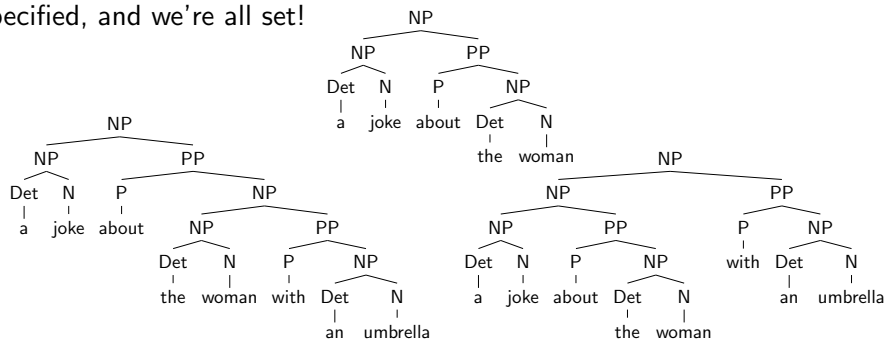 pecified, and we’re all set!
NP
NP PP
Det N P NP
a joke about Det N
the woman
NP
NP PP
Det N P NP
a joke about NP PP
Det N P NP
the woman with Det N
an umbrella
NP
NP PP
NP PP P NP
Det N P NP with Det N
a joke about Det N an umbrella
the woman